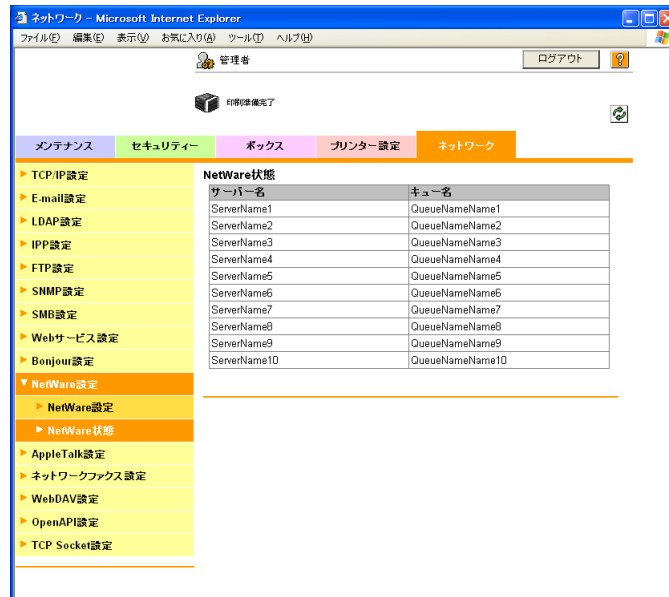 ネットワーク - Microsoft Internet Explorer
ファイル(F) 編集(E) 表示(V) お気に入り(A) ツール(T) ヘルプ(H)
管理者 ログアウト ?
印刷準備完了
メンテナンス セキュリティー ボックス プリンター設定 ネットワーク
TCP/IP設定
E-mail設定
LDAP設定
IPP設定
FTP設定
SNMP設定
SMB設定
Webサービス設定
Bonjour設定
NetWare設定
NetWare設定
NetWare状態
AppleTalk設定
ネットワークファクス設定
WebDAV設定
OpenAPI設定
TCP Socket設定
NetWare状態
サーバー名 キュー名
ServerName1 QueueNameName1
ServerName2 QueueNameName2
ServerName3 QueueNameName3
ServerName4 QueueNameName4
ServerName5 QueueNameName5
ServerName6 QueueNameName6
ServerName7 QueueNameName7
ServerName8 QueueNameName8
ServerName9 QueueNameName9
ServerName10 QueueNameName10